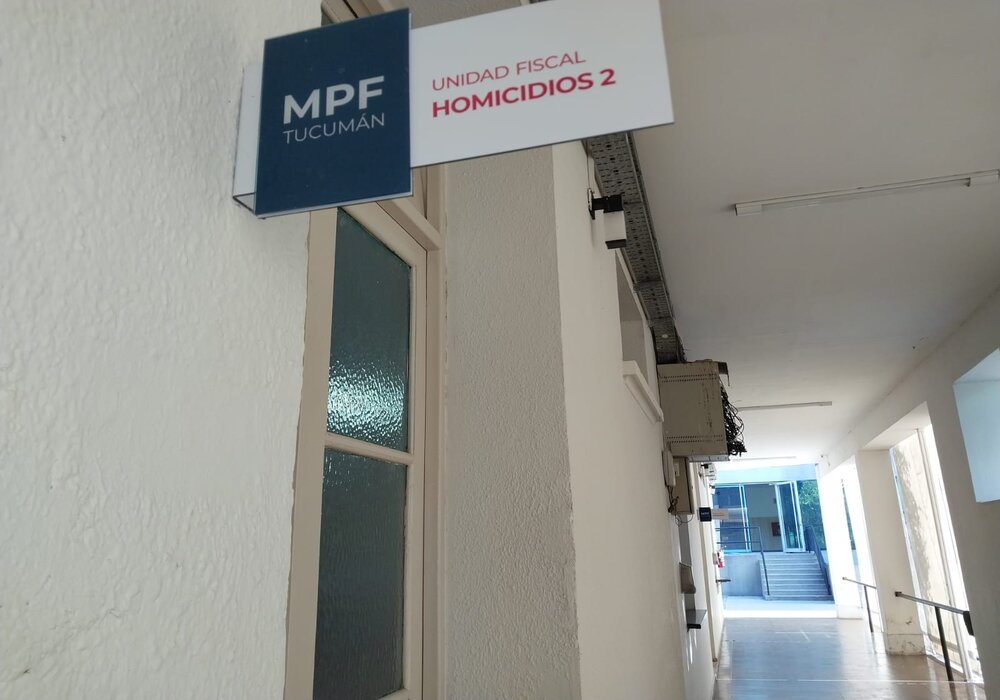 MPF
TUCUMÁN
UNIDAD FISCAL
HOMICIDIOS 2